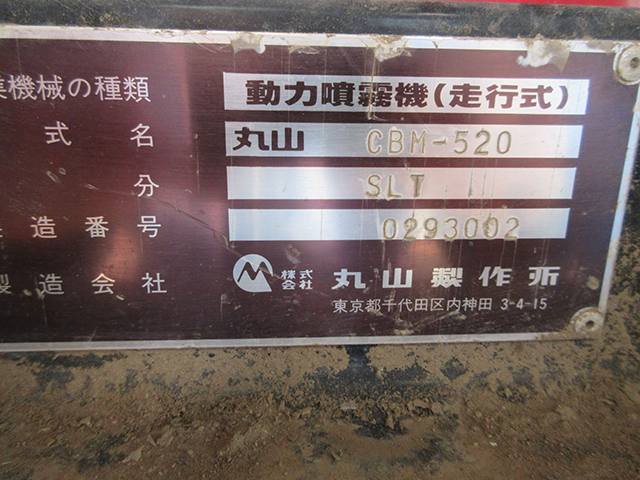 業機械の種類 動力噴霧機(走行式)
式名 丸山 CBM-520
分 SLT
造番号 0293002
製造会社 株式会社 丸山製作所
東京都千代田区内神田 3-4-15